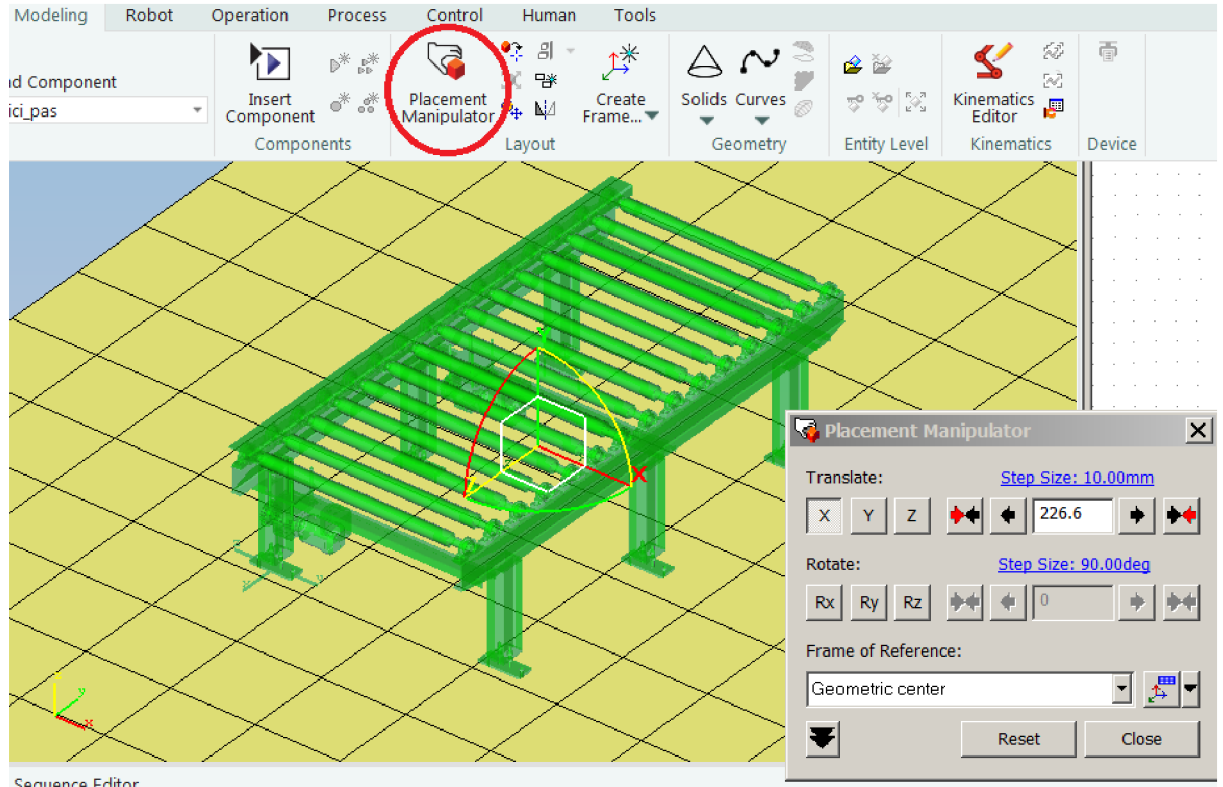 Modeling Robot Operation Process Control Human Tools
nd Component
ici_pas
Insert
Component
Components
Placement
Manipulator
Create
Frame...
Layout
Solids Curves
Geometry
Entity Level
Kinematics
Editor
Kinematics
Device
X
Placement Manipulator
Translate: Step Size: 10.00mm
X Y Z 226.6
Rotate: Step Size: 90.00deg
Rx Ry Rz 0
Frame of Reference:
Geometric center
Reset Close
y
x
Sequence Editor